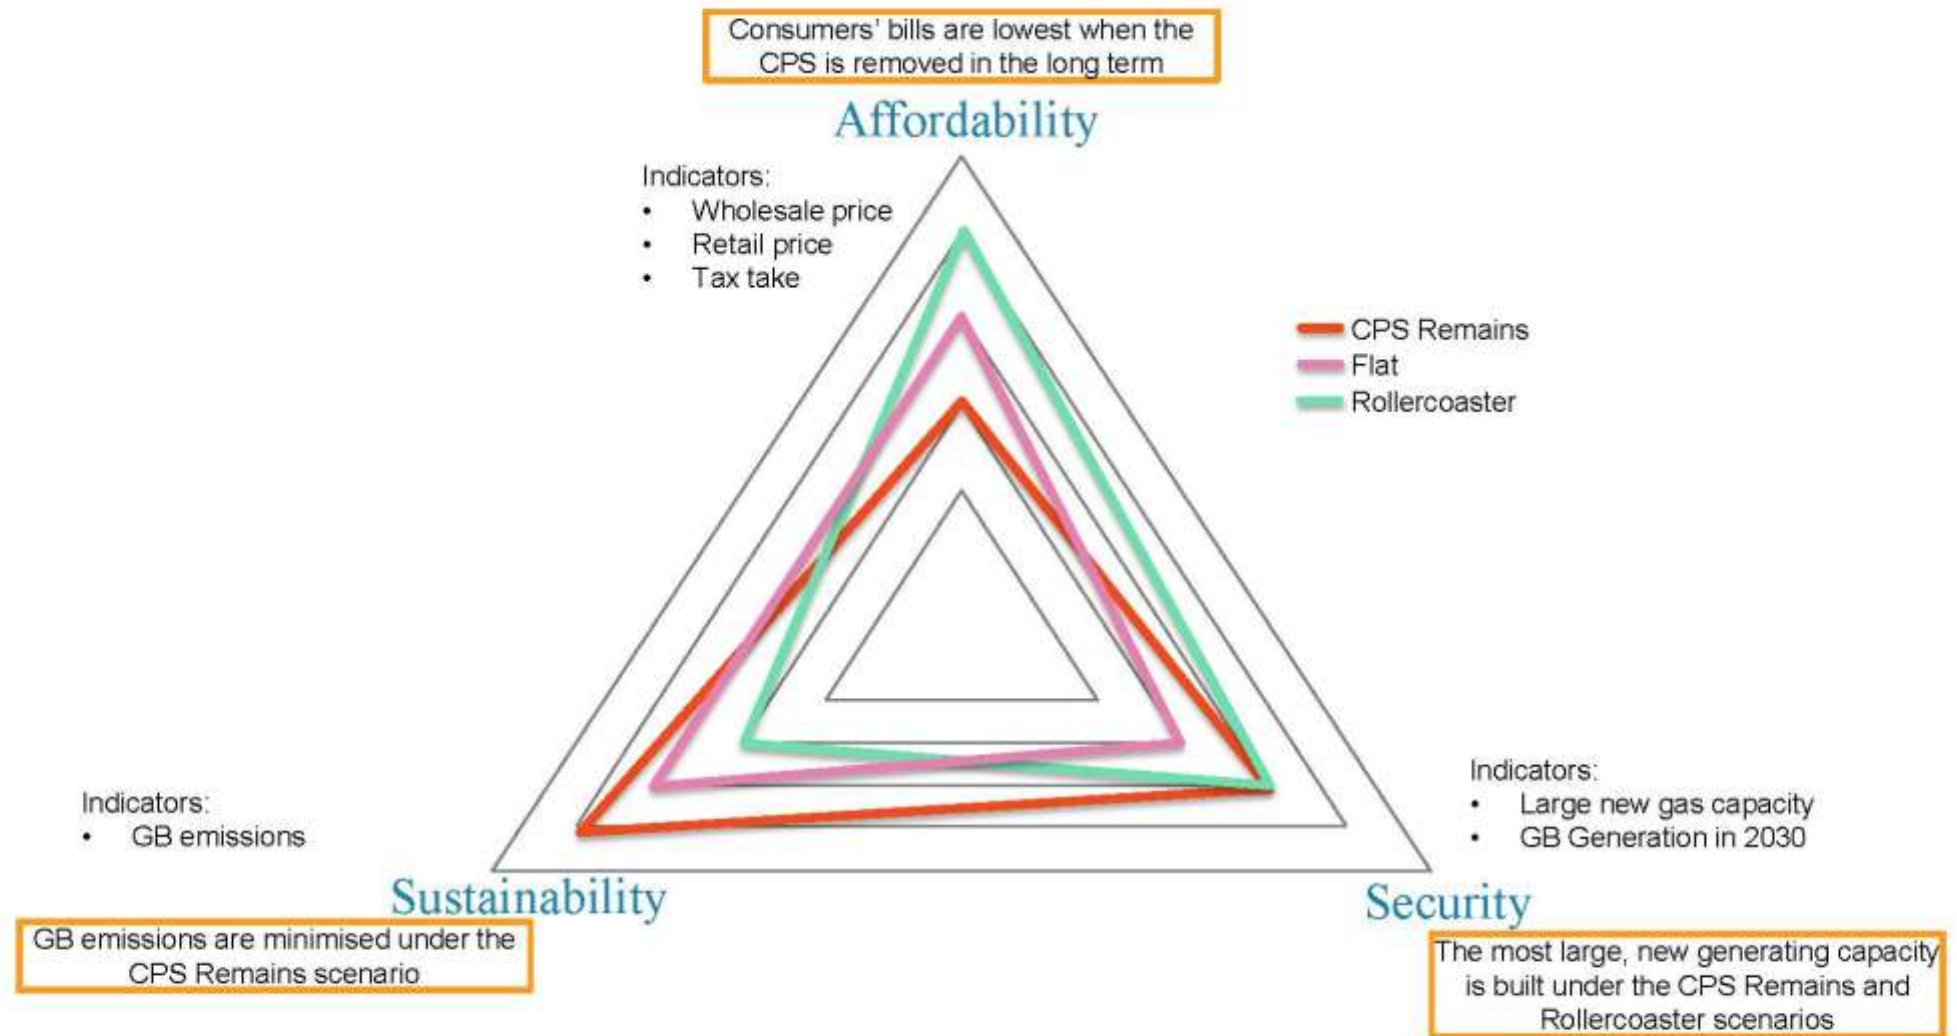 Consumers' bills are lowest when the
CPS is removed in the long term
Affordability
Indicators:
• Wholesale price
• Retail price
• Tax take
CPS Remains
Flat
Rollercoaster
Indicators:
• GB emissions
Sustainability
GB emissions are minimised under the
CPS Remains scenario
Indicators:
• Large new gas capacity
• GB Generation in 2030
Security
The most large, new generating capacity
is built under the CPS Remains and
Rollercoaster scenarios